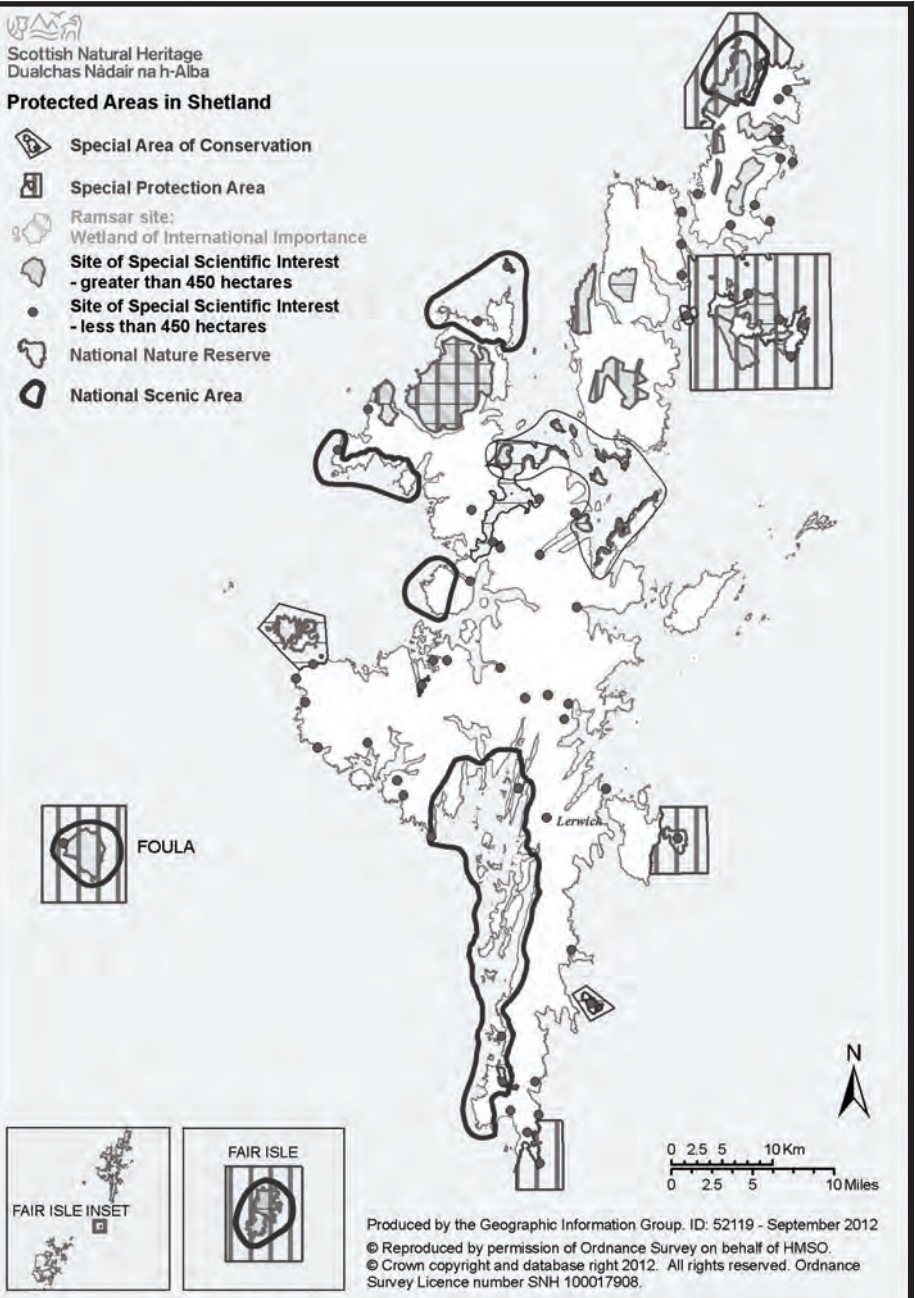 Scottish Natural Heritage
Dualchas Nàdair na h-Alba
Protected Areas in Shetland
Special Area of Conservation
Special Protection Area
Ramsar site:
Wetland of International Importance
Site of Special Scientific Interest
- greater than 450 hectares
Site of Special Scientific Interest
- less than 450 hectares
National Nature Reserve
National Scenic Area
Lerwick
FOULA
N
0 2.5 5 10 Km
0 2.5 5 10 Miles
FAIR ISLE INSET
FAIR ISLE
Produced by the Geographic Information Group. ID: 52119 - September 2012
© Reproduced by permission of Ordnance Survey on behalf of HMSO.
© Crown copyright and database right 2012. All rights reserved. Ordnance
Survey Licence number SNH 100017908.